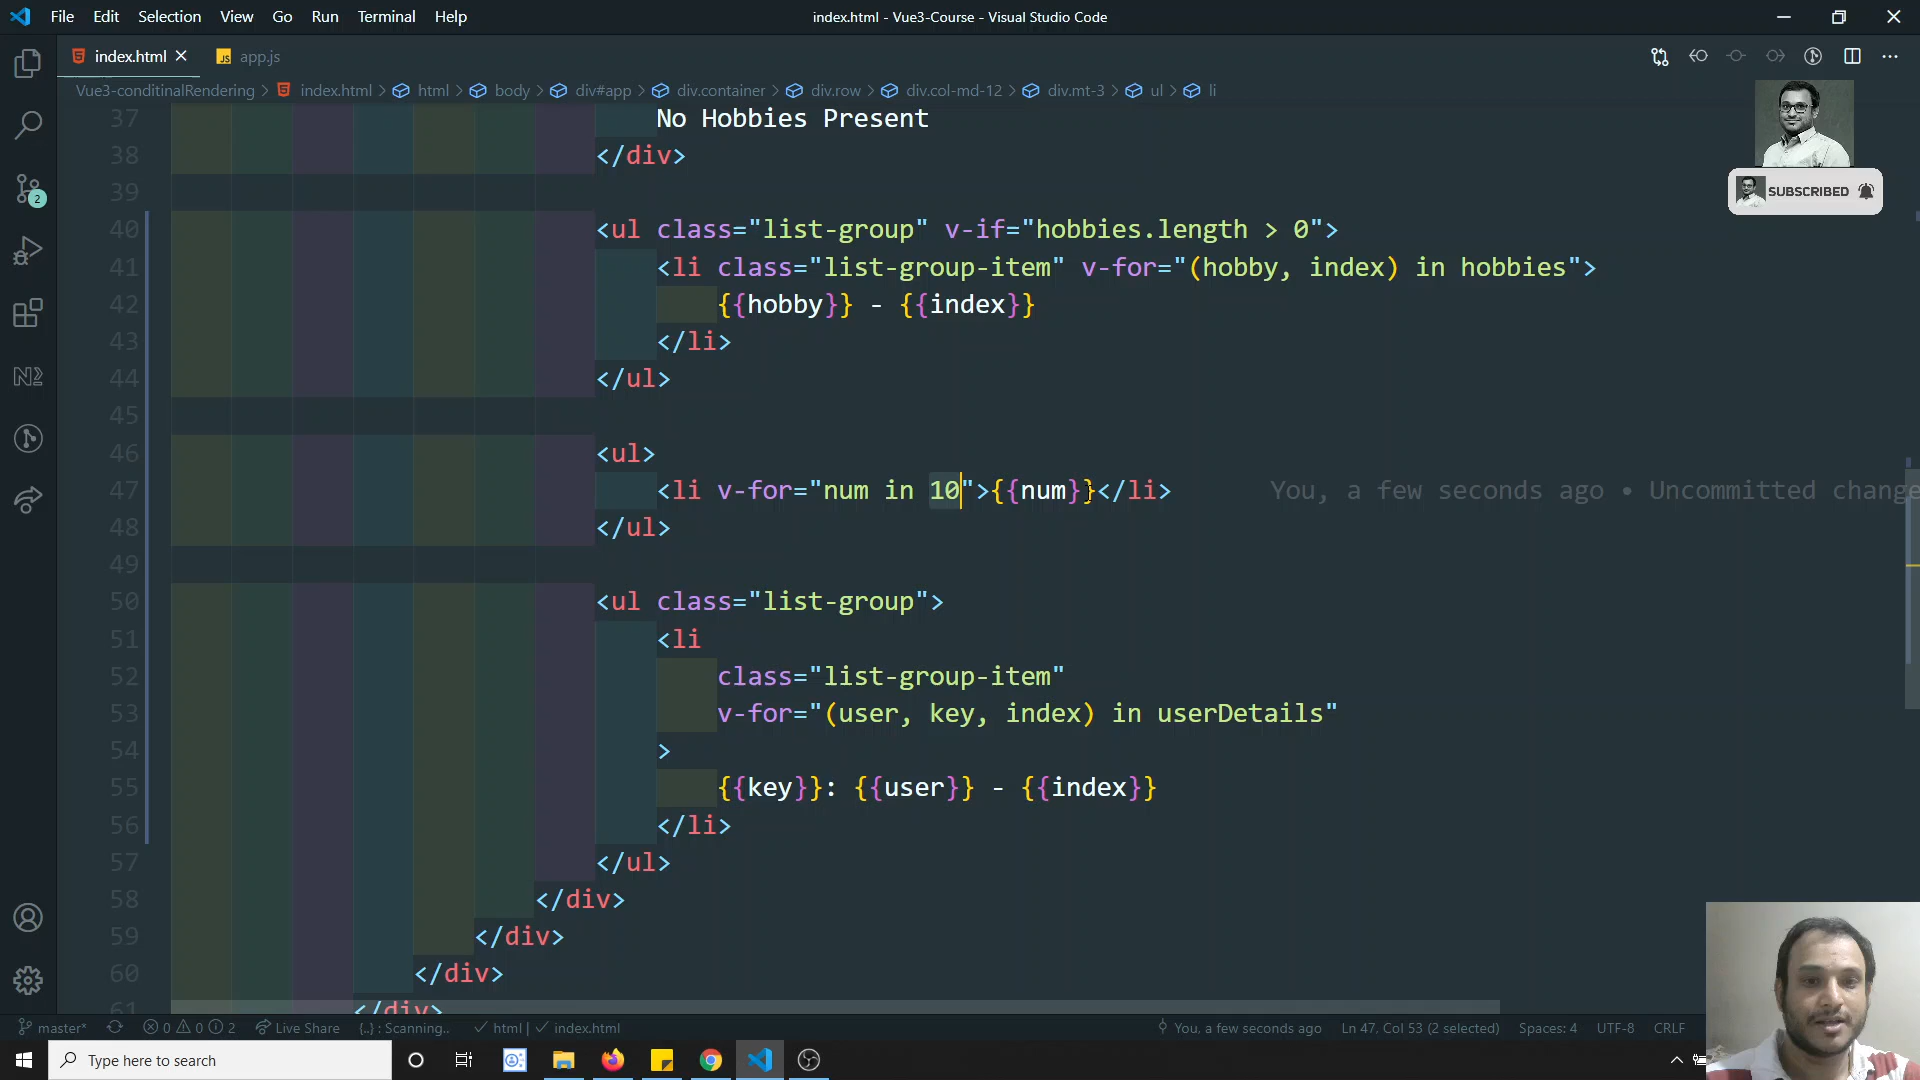 File Edit Selection View Go Run Terminal Help
index.html - Vue3-Course - Visual Studio Code
index.html
JS app.js
Vue3-conditinalRendering > index.html > html > body > div#app > div.container > div.row > div.col-md-12 > div.mt-3 > ul > li
37 No Hobbies Present
38 </div>
39
40 <ul class="list-group" v-if="hobbies.length > 0">
41 <li class="list-group-item" v-for="(hobby, index) in hobbies">
42 {{hobby}} - {{index}}
43 </li>
44 </ul>
45
46 <ul>
47 <li v-for="num in 10">{{num}}</li> You, a few seconds ago • Uncommitted change
48 </ul>
49
50 <ul class="list-group">
51 <li
52 class="list-group-item"
53 v-for="(user, key, index) in userDetails"
54 >
55 {{key}}: {{user}} - {{index}}
56 </li>
57 </ul>
58 </div>
59 </div>
60 </div>
61 </div>
SUBSCRIBED
2
N
master* 0 0 2 Live Share {..} : Scanning.. html | index.html You, a few seconds ago Ln 47, Col 53 (2 selected) Spaces: 4 UTF-8 CRLF
Type here to search